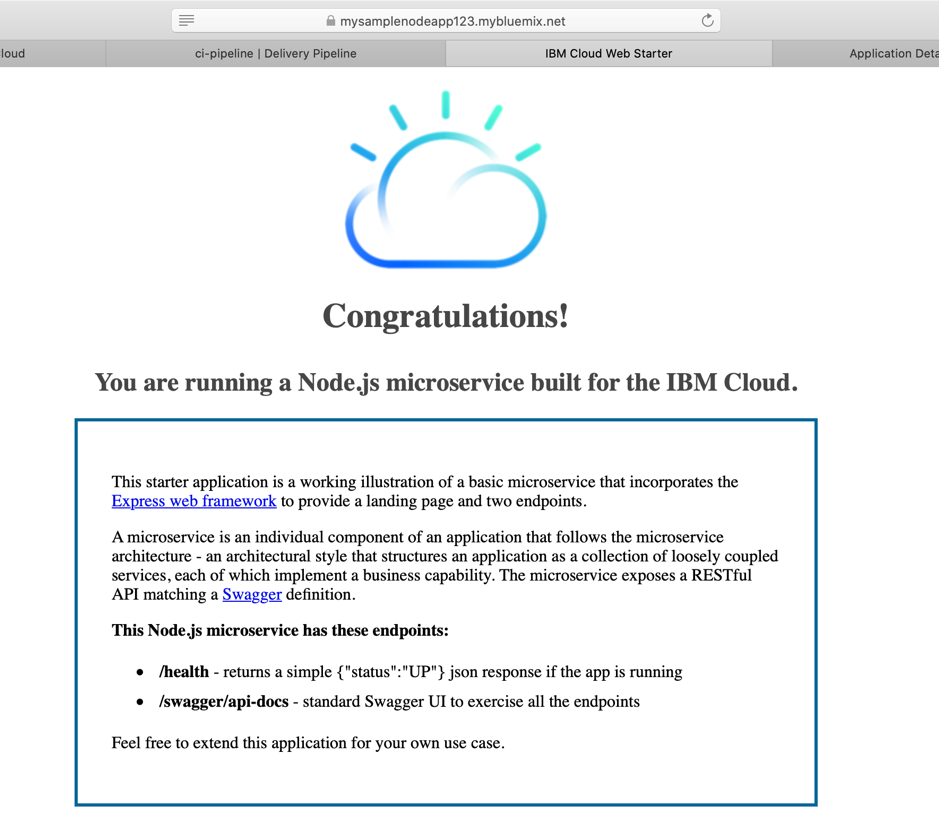 mysamplenodeapp123.mybluemix.net
loud
ci-pipeline | Delivery Pipeline
IBM Cloud Web Starter
Application Deta
Congratulations!
You are running a Node.js microservice built for the IBM Cloud.
This starter application is a working illustration of a basic microservice that incorporates the
Express web framework to provide a landing page and two endpoints.
A microservice is an individual component of an application that follows the microservice
architecture - an architectural style that structures an application as a collection of loosely coupled
services, each of which implement a business capability. The microservice exposes a RESTful
API matching a Swagger definition.
This Node.js microservice has these endpoints:
• /health - returns a simple {"status":"UP"} json response if the app is running
• /swagger/api-docs - standard Swagger UI to exercise all the endpoints
Feel free to extend this application for your own use case.